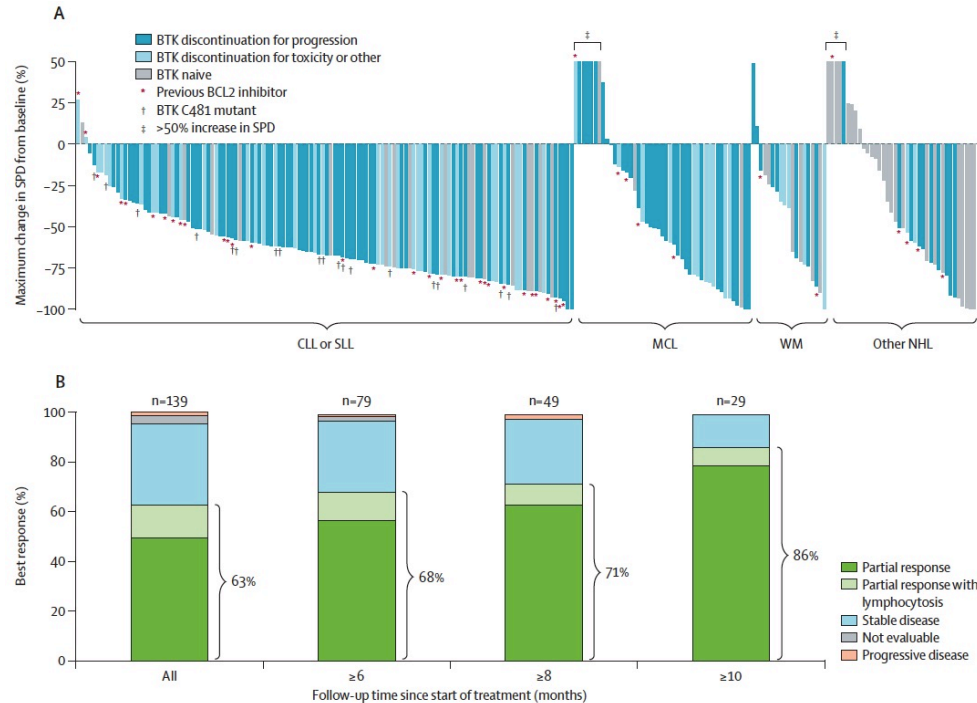 A
‡
‡
BTK discontinuation for progression
BTK discontinuation for toxicity or other
BTK naive
* Previous BCL2 inhibitor
† BTK C481 mutant
‡ >50% increase in SPD
Maximum change in SPD from baseline (%)
50
25
0
−25
−50
−75
−100
CLL or SLL
MCL
WM
Other NHL
B
n=139
n=79
n=49
n=29
Best response (%)
100
80
60
40
20
0
63%
68%
71%
86%
Partial response
Partial response with
lymphocytosis
Stable disease
Not evaluable
Progressive disease
All
≥6
≥8
≥10
Follow-up time since start of treatment (months)